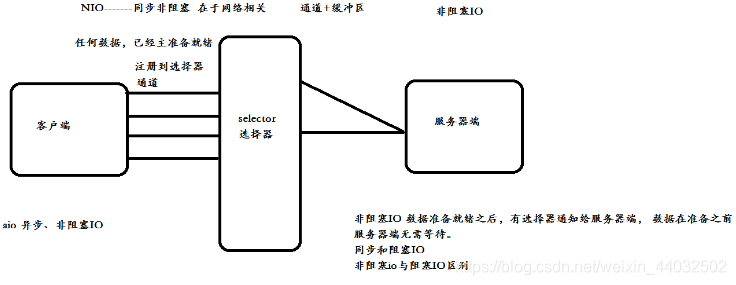 NIO-------同步非阻塞 在于网络相关 通道+缓冲区 非阻塞IO
任何数据，已经主准备就绪
注册到选择器
通道
客户端
selector
选择器
服务器端
aio 异步、非阻塞IO
非阻塞IO 数据准备就绪之后，有选择器通知给服务器端， 数据在准备之前
服务器端无需等待。
同步和阻塞IO
非阻塞io与阻塞IO区别
https://blog.csdn.net/weixin_44032502